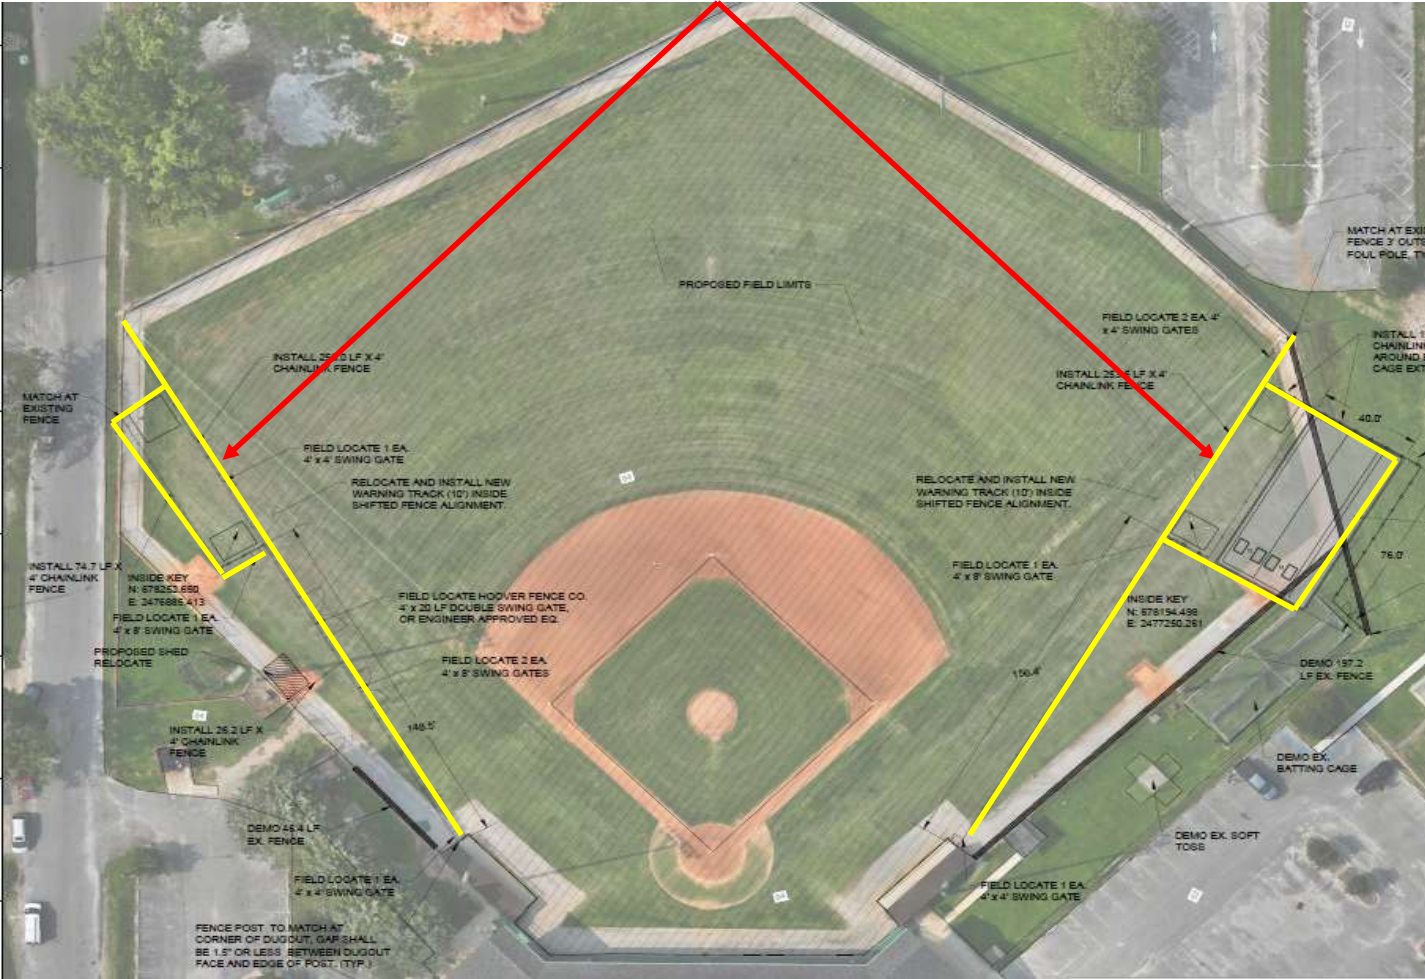 MATCH AT
FENCE 3' OUTS
FOUL POLE, TY
PROPOSED FIELD LIMITS
FIELD LOCATE 2 EA. 4'
x 4' SWING GATES
INSTALL 1
CHAINLIN
AROUND
CAGE EXT
INSTALL LF X 4'
CHAINLINK FENCE
INSTALL LF X 4'
CHAINLINK FENCE
MATCH AT
EXISTING
FENCE
40.0'
FIELD LOCATE 1 EA.
4' x 4' SWING GATE
RELOCATE AND INSTALL NEW
WARNING TRACK (10') INSIDE
SHIFTED FENCE ALIGNMENT.
RELOCATE AND INSTALL NEW
WARNING TRACK (10') INSIDE
SHIFTED FENCE ALIGNMENT.
76.0'
INSTALL 74.7 LF X
4' CHAINLINK
FENCE
INSIDE KEY
N: 678253.650
E: 2476885.413
FIELD LOCATE 1 EA.
4' x 8' SWING GATE
FIELD LOCATE HOOVER FENCE CO.
4' x 20 LF DOUBLE SWING GATE,
OR ENGINEER APPROVED EQ.
FIELD LOCATE 1 EA.
4' x 8' SWING GATE
INSIDE KEY
N: 678194.498
E: 2477250.261
PROPOSED SHED
RELOCATE
FIELD LOCATE 2 EA.
4' x 8' SWING GATES
156.4'
DEMO 197.2
LF EX. FENCE
INSTALL 26.2 LF X
4' CHAINLINK
FENCE
148.5'
DEMO EX.
BATTING CAGE
DEMO 46.4 LF
EX. FENCE
DEMO EX. SOFT
TOSS
FIELD LOCATE 1 EA.
4' x 4' SWING GATE
FIELD LOCATE 1 EA.
4' x 4' SWING GATE
FENCE POST TO MATCH AT
CORNER OF DUGOUT, GAP SHALL
BE 1.5" OR LESS BETWEEN DUGOUT
FACE AND EDGE OF POST. (TYP.)